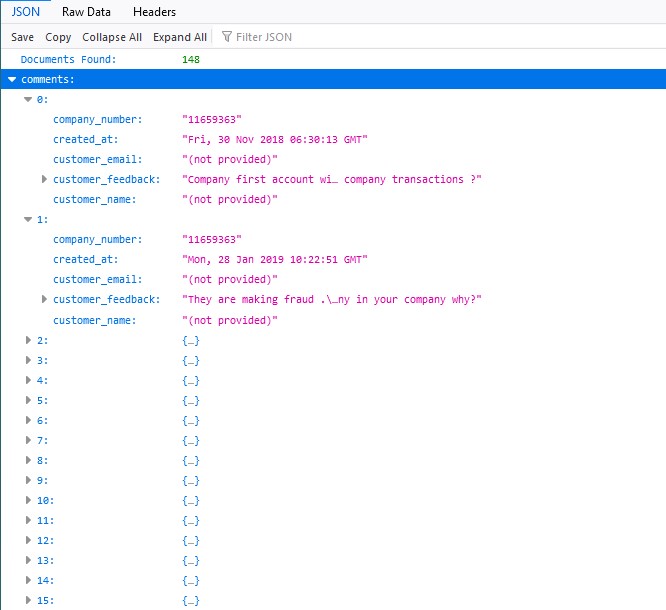 JSON Raw Data Headers
Save Copy Collapse All Expand All Filter JSON
Documents Found: 148
comments:
0:
company_number: "11659363"
created_at: "Fri, 30 Nov 2018 06:30:13 GMT"
customer_email: "(not provided)"
customer_feedback: "Company first account wi… company transactions ?"
customer_name: "(not provided)"
1:
company_number: "11659363"
created_at: "Mon, 28 Jan 2019 10:22:51 GMT"
customer_email: "(not provided)"
customer_feedback: "They are making fraud .\…ny in your company why?"
customer_name: "(not provided)"
2: {…}
3: {…}
4: {…}
5: {…}
6: {…}
7: {…}
8: {…}
9: {…}
10: {…}
11: {…}
12: {…}
13: {…}
14: {…}
15: {…}